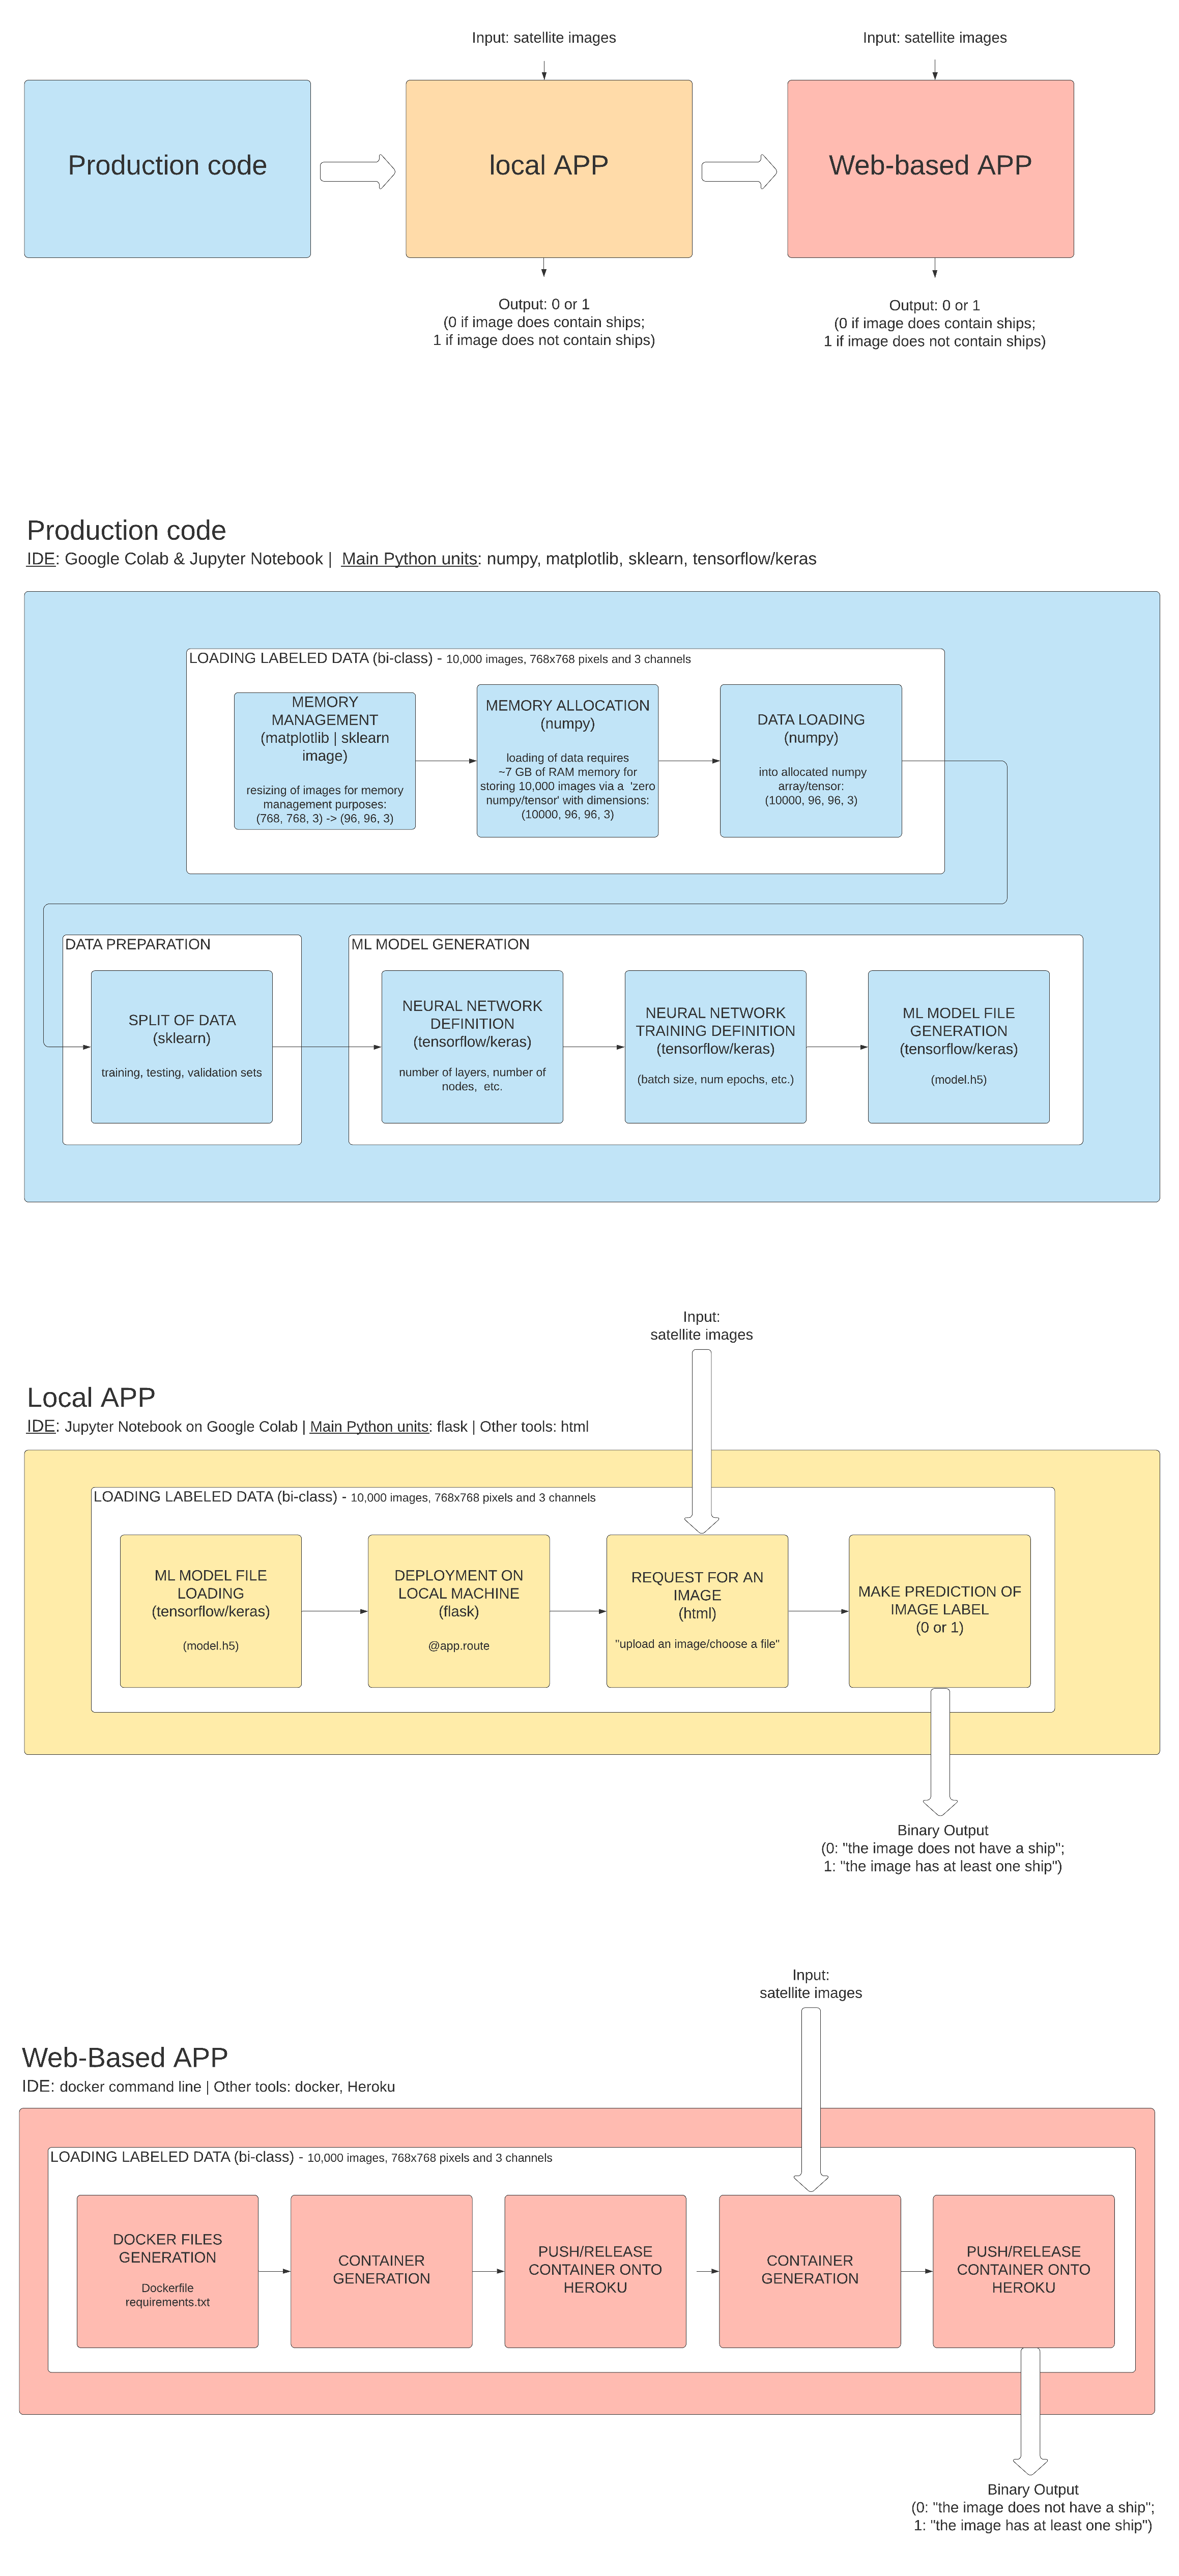 Input: satellite images
Input: satellite images
Production code
local APP
Web-based APP
Output: 0 or 1
(0 if image does contain ships;
1 if image does not contain ships)
Output: 0 or 1
(0 if image does contain ships;
1 if image does not contain ships)
Production code
IDE: Google Colab & Jupyter Notebook | Main Python units: numpy, matplotlib, sklearn, tensorflow/keras
LOADING LABELED DATA (bi-class) - 10,000 images, 768x768 pixels and 3 channels
MEMORY
MANAGEMENT
(matplotlib | sklearn
image)
resizing of images for memory
management purposes:
(768, 768, 3) -> (96, 96, 3)
MEMORY ALLOCATION
(numpy)
loading of data requires
~7 GB of RAM memory for
storing 10,000 images via a 'zero
numpy/tensor' with dimensions:
(10000, 96, 96, 3)
DATA LOADING
(numpy)
into allocated numpy
array/tensor:
(10000, 96, 96, 3)
DATA PREPARATION
SPLIT OF DATA
(sklearn)
training, testing, validation sets
ML MODEL GENERATION
NEURAL NETWORK
DEFINITION
(tensorflow/keras)
number of layers, number of
nodes, etc.
NEURAL NETWORK
TRAINING DEFINITION
(tensorflow/keras)
(batch size, num epochs, etc.)
ML MODEL FILE
GENERATION
(tensorflow/keras)
(model.h5)
Input:
satellite images
Local APP
IDE: Jupyter Notebook on Google Colab | Main Python units: flask | Other tools: html
LOADING LABELED DATA (bi-class) - 10,000 images, 768x768 pixels and 3 channels
ML MODEL FILE
LOADING
(tensorflow/keras)
(model.h5)
DEPLOYMENT ON
LOCAL MACHINE
(flask)
@app.route
REQUEST FOR AN
IMAGE
(html)
"upload an image/choose a file"
MAKE PREDICTION OF
IMAGE LABEL
(0 or 1)
Binary Output
(0: "the image does not have a ship";
1: "the image has at least one ship")
Input:
satellite images
Web-Based APP
IDE: docker command line | Other tools: docker, Heroku
LOADING LABELED DATA (bi-class) - 10,000 images, 768x768 pixels and 3 channels
DOCKER FILES
GENERATION
Dockerfile
requirements.txt
CONTAINER
GENERATION
PUSH/RELEASE
CONTAINER ONTO
HEROKU
CONTAINER
GENERATION
PUSH/RELEASE
CONTAINER ONTO
HEROKU
Binary Output
(0: "the image does not have a ship";
1: "the image has at least one ship")